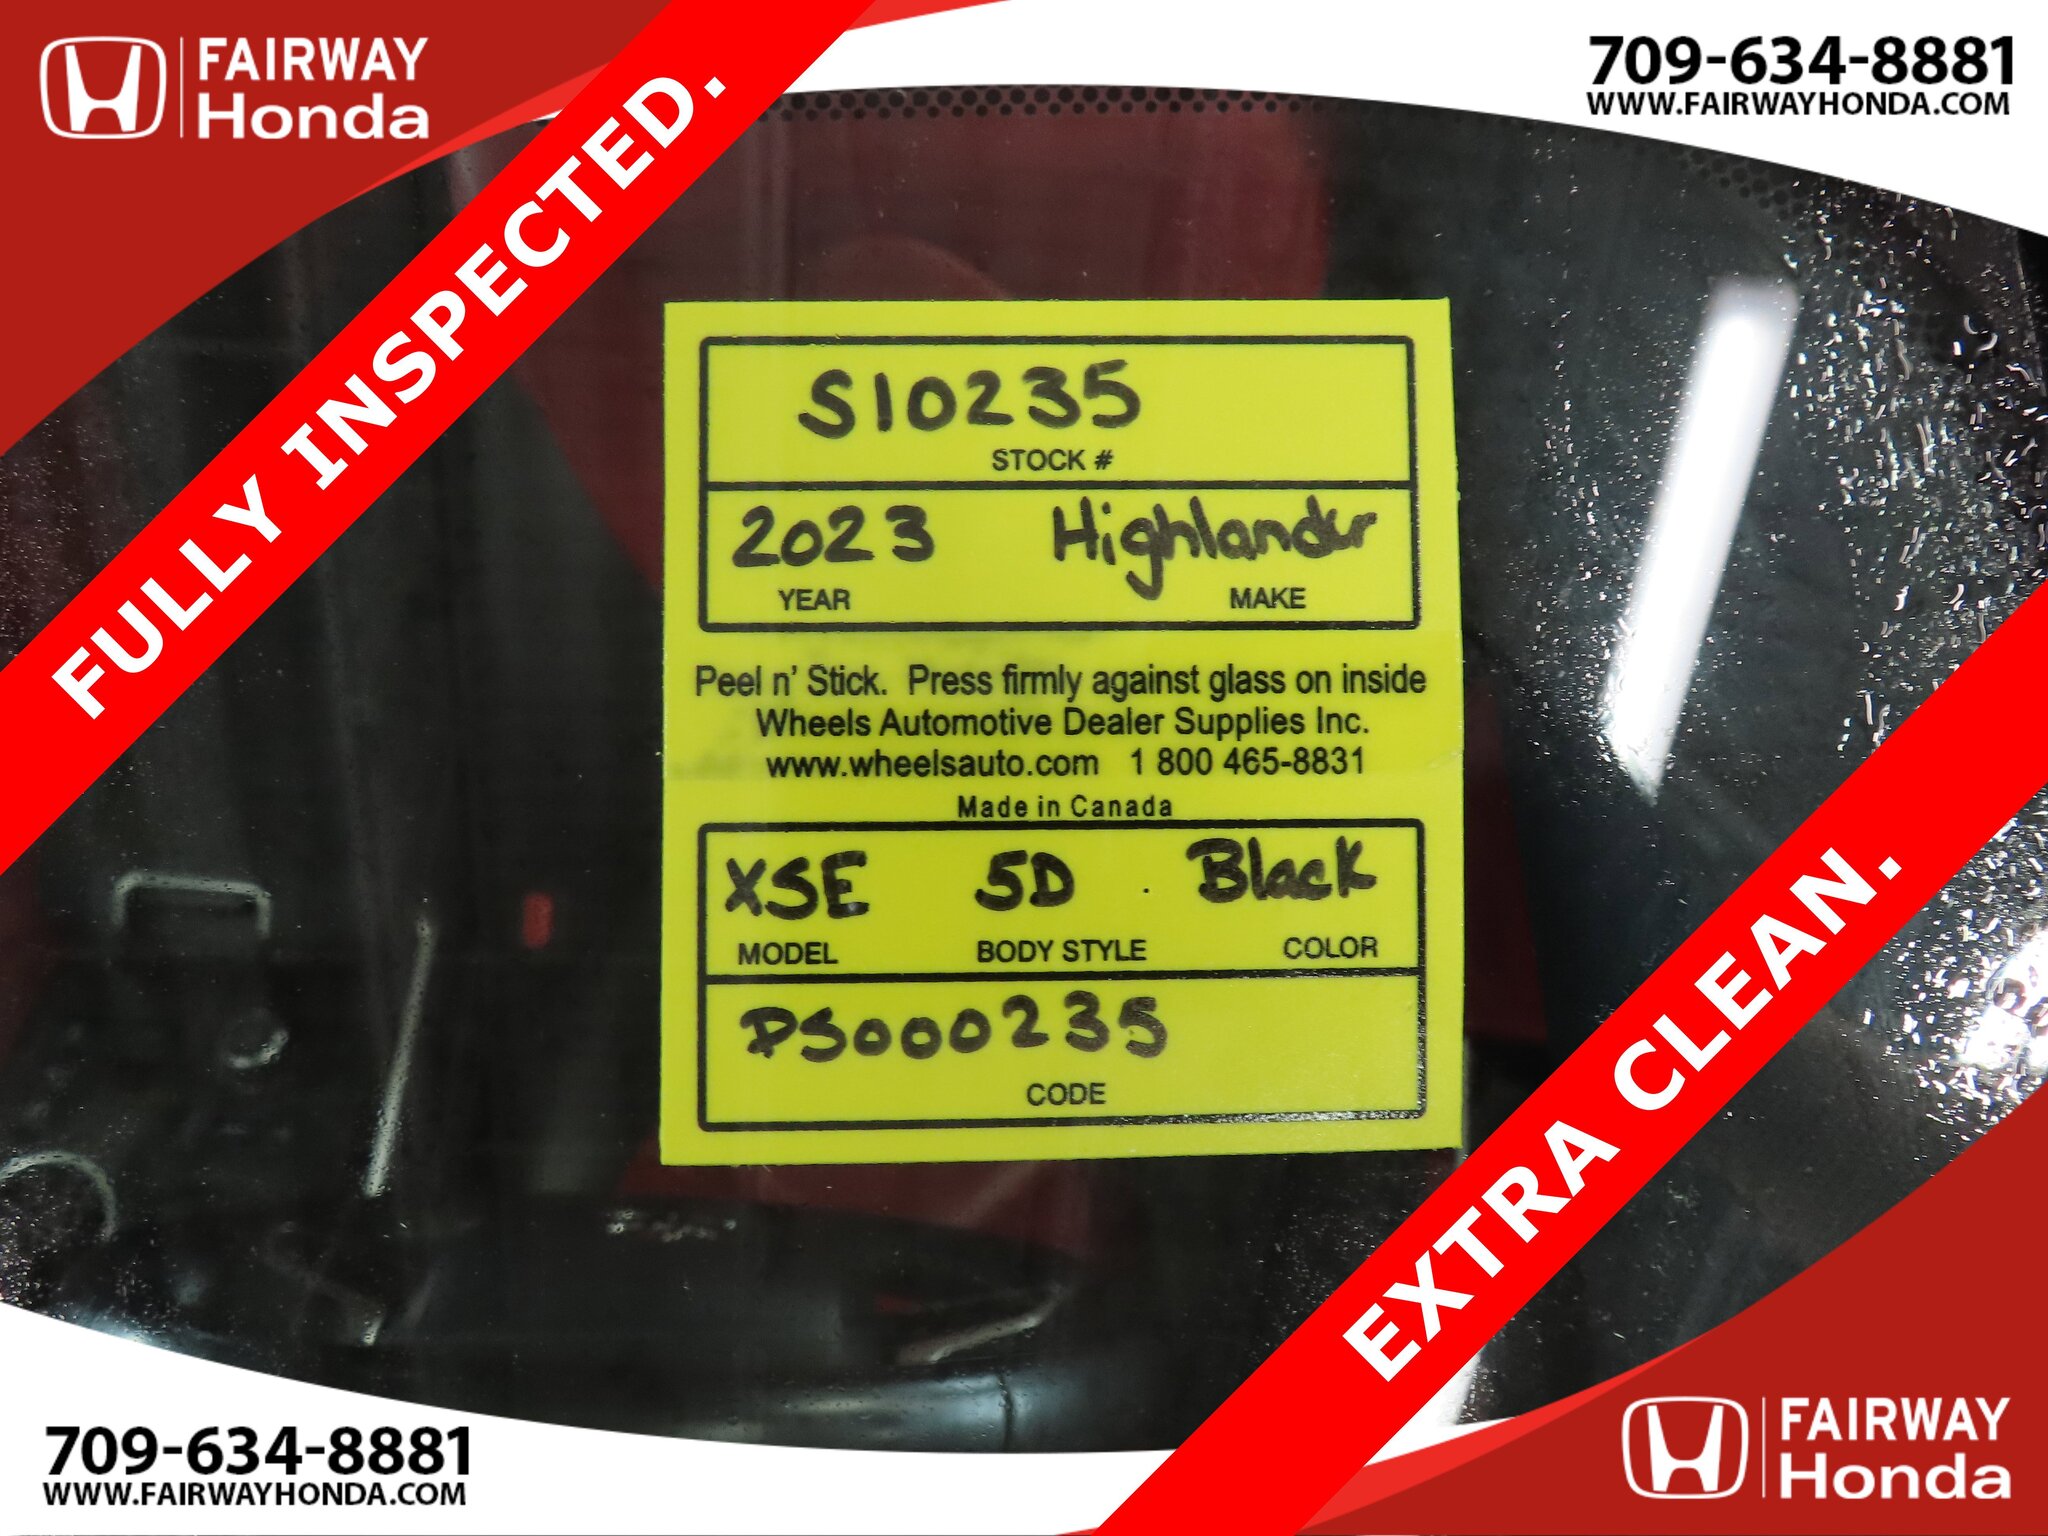 FAIRWAY
Honda
709-634-8881
WWW.FAIRWAYHONDA.COM
FULLY INSPECTED.
S10235
STOCK #
2023 Highlander
YEAR MAKE
Peel n' Stick. Press firmly against glass on inside
Wheels Automotive Dealer Supplies Inc.
www.wheelsauto.com 1 800 465-8831
Made in Canada
XSE 5D Black
MODEL BODY STYLE COLOR
PS000235
CODE
EXTRA CLEAN.
709-634-8881
WWW.FAIRWAYHONDA.COM
FAIRWAY
Honda